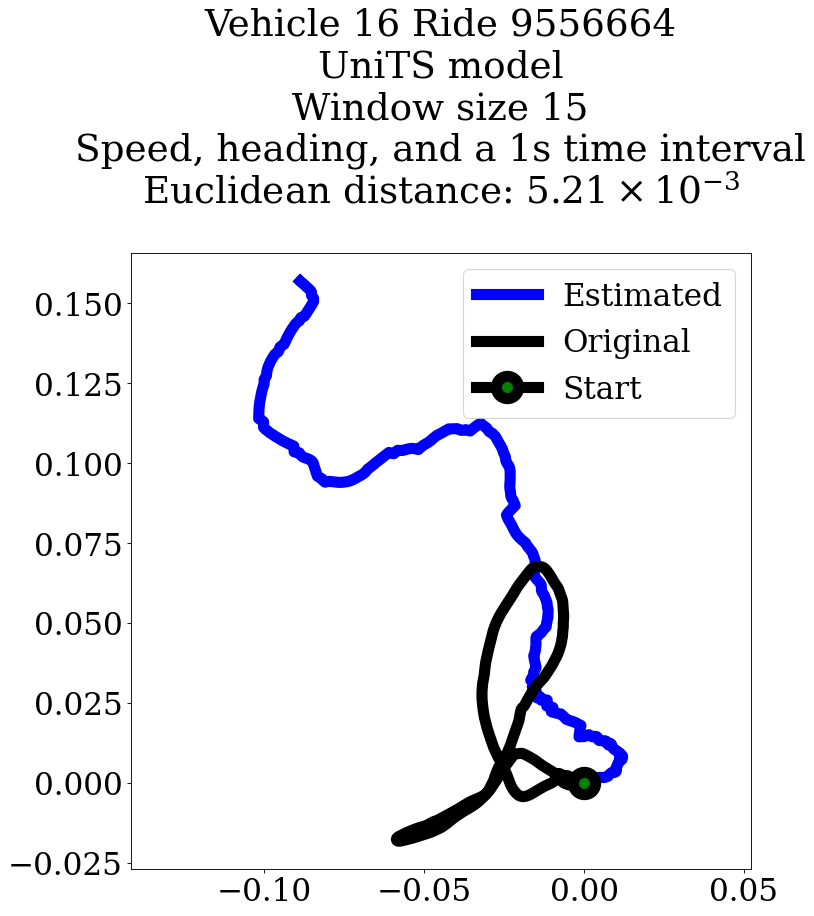 Vehicle 16 Ride 9556664
UniTS model
Window size 15
Speed, heading, and a 1s time interval
Euclidean distance: 5.21 × 10⁻³
Estimated
Original
Start
0.150
0.125
0.100
0.075
0.050
0.025
0.000
−0.025
−0.10
−0.05
0.00
0.05